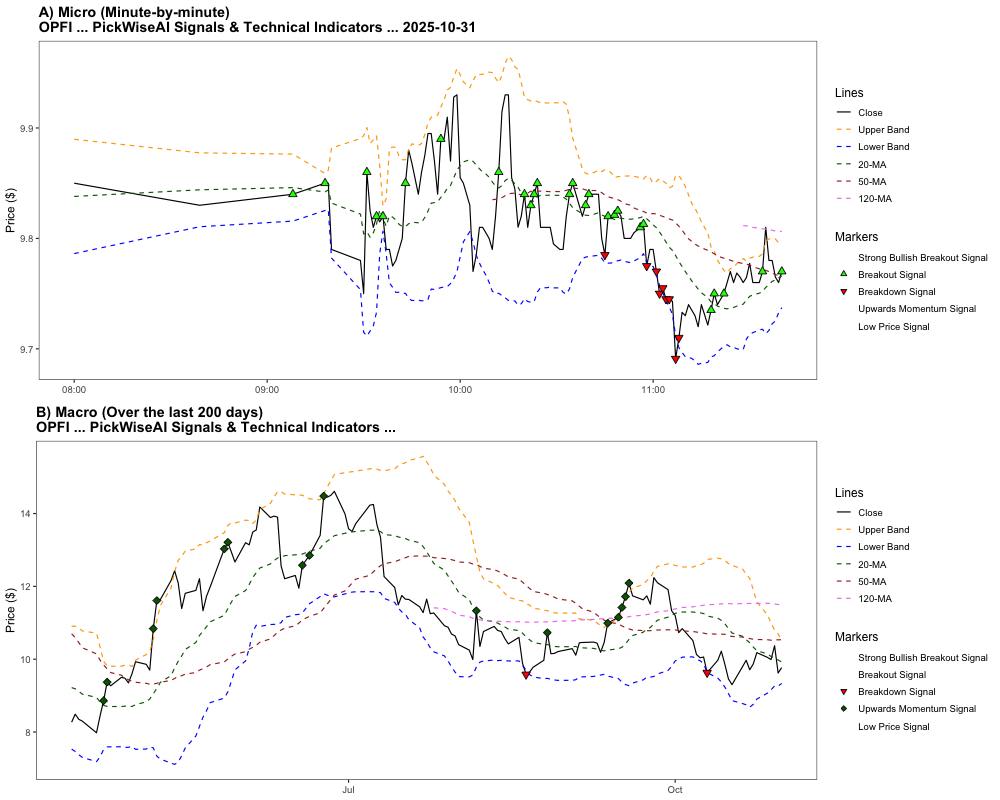 A) Micro (Minute-by-minute)
OPFI ... PickWiseAI Signals & Technical Indicators ... 2025-10-31
Price ($)
9.9
9.8
9.7
08:00
09:00
10:00
11:00
Lines
Close
Upper Band
Lower Band
20-MA
50-MA
120-MA
Markers
Strong Bullish Breakout Signal
Breakout Signal
Breakdown Signal
Upwards Momentum Signal
Low Price Signal
B) Macro (Over the last 200 days)
OPFI ... PickWiseAI Signals & Technical Indicators ...
Price ($)
14
12
10
8
Jul
Oct
Lines
Close
Upper Band
Lower Band
20-MA
50-MA
120-MA
Markers
Strong Bullish Breakout Signal
Breakout Signal
Breakdown Signal
Upwards Momentum Signal
Low Price Signal